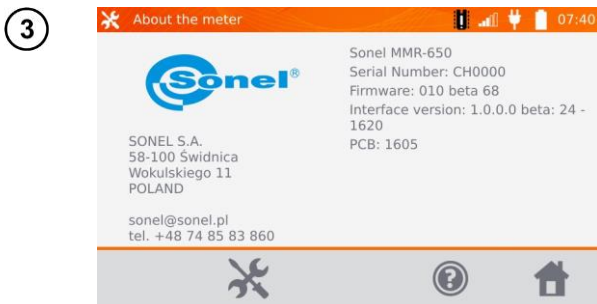 3
About the meter
07:40
Sonel®
SONEL S.A.
58-100 Świdnica
Wokulskiego 11
POLAND
sonel@sonel.pl
tel. +48 74 85 83 860
Sonel MMR-650
Serial Number: CH0000
Firmware: 010 beta 68
Interface version: 1.0.0.0 beta: 24 -
1620
PCB: 1605
?